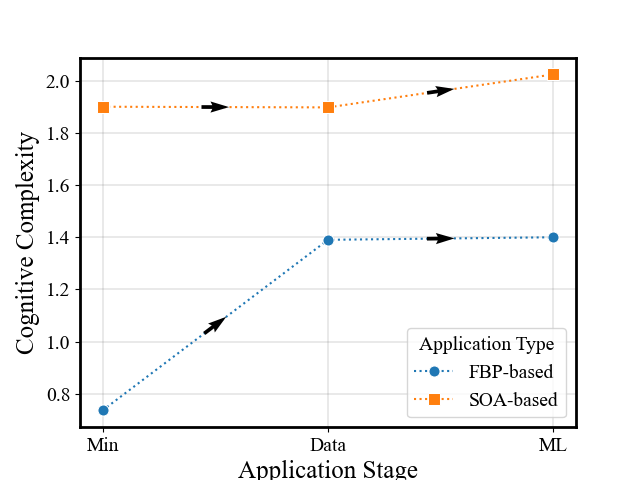 Cognitive Complexity
2.0
1.8
1.6
1.4
1.2
1.0
0.8
Application Type
FBP-based
SOA-based
Min Data ML
Application Stage